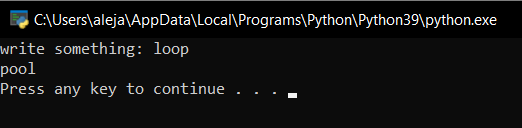 C:\Users\aleja\AppData\Local\Programs\Python\Python39\python.exe
write something: loop
pool
Press any key to continue . . .